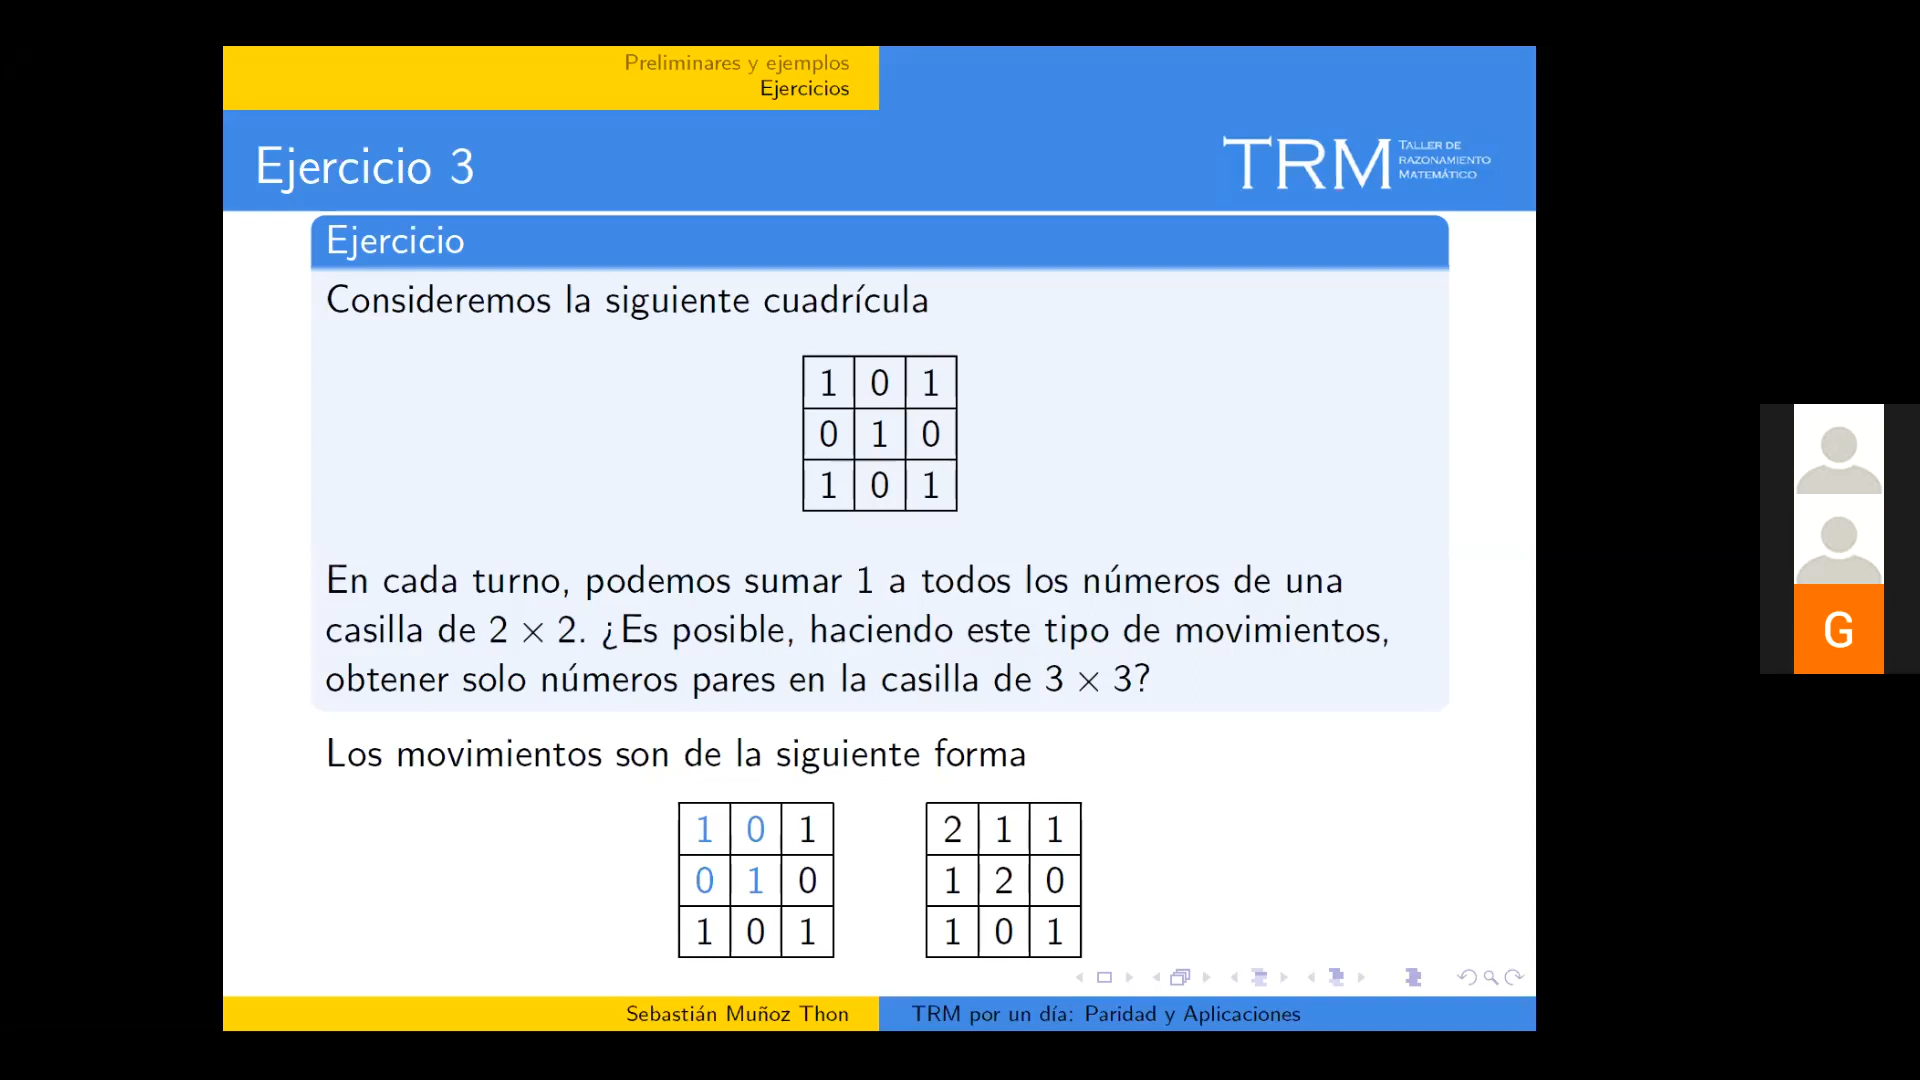 Preliminares y ejemplos
Ejercicios
Ejercicio 3
TRM
TALLER DE
RAZONAMIENTO
MATEMÁTICO
Ejercicio
Consideremos la siguiente cuadrícula
1 0 1
0 1 0
1 0 1
En cada turno, podemos sumar 1 a todos los números de una
casilla de 2 × 2. ¿Es posible, haciendo este tipo de movimientos,
obtener solo números pares en la casilla de 3 × 3?
Los movimientos son de la siguiente forma
1 0 1
0 1 0
1 0 1
2 1 1
1 2 0
1 0 1
Sebastián Muñoz Thon
TRM por un día: Paridad y Aplicaciones
G